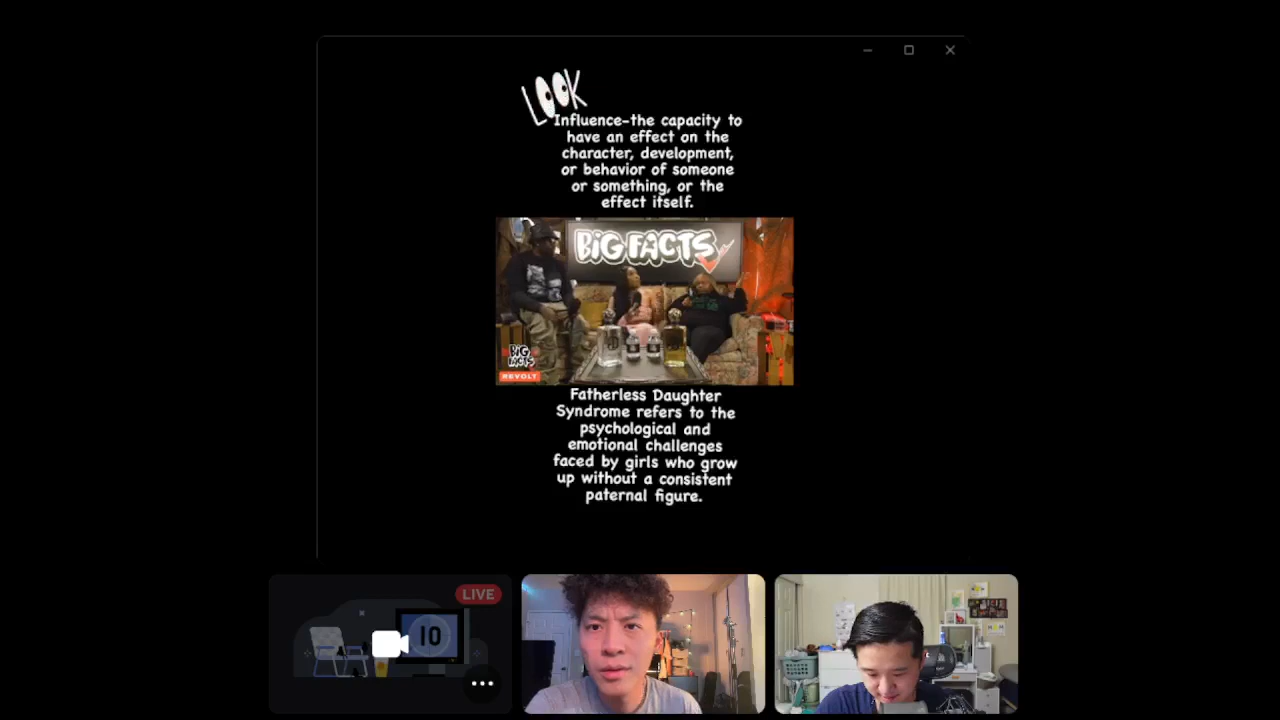 LOOK
Influence-the capacity to
have an effect on the
character, development,
or behavior of someone
or something, or the
effect itself.
BIG FACTS
BIG
FACTS
REVOLT
Fatherless Daughter
Syndrome refers to the
psychological and
emotional challenges
faced by girls who grow
up without a consistent
paternal figure.
LIVE
10